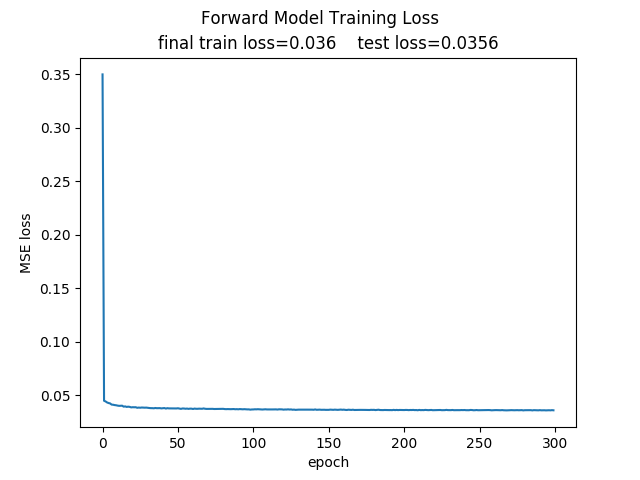 Forward Model Training Loss
final train loss=0.036    test loss=0.0356
0.35
0.30
0.25
0.20
0.15
0.10
0.05
MSE loss
0 50 100 150 200 250 300
epoch